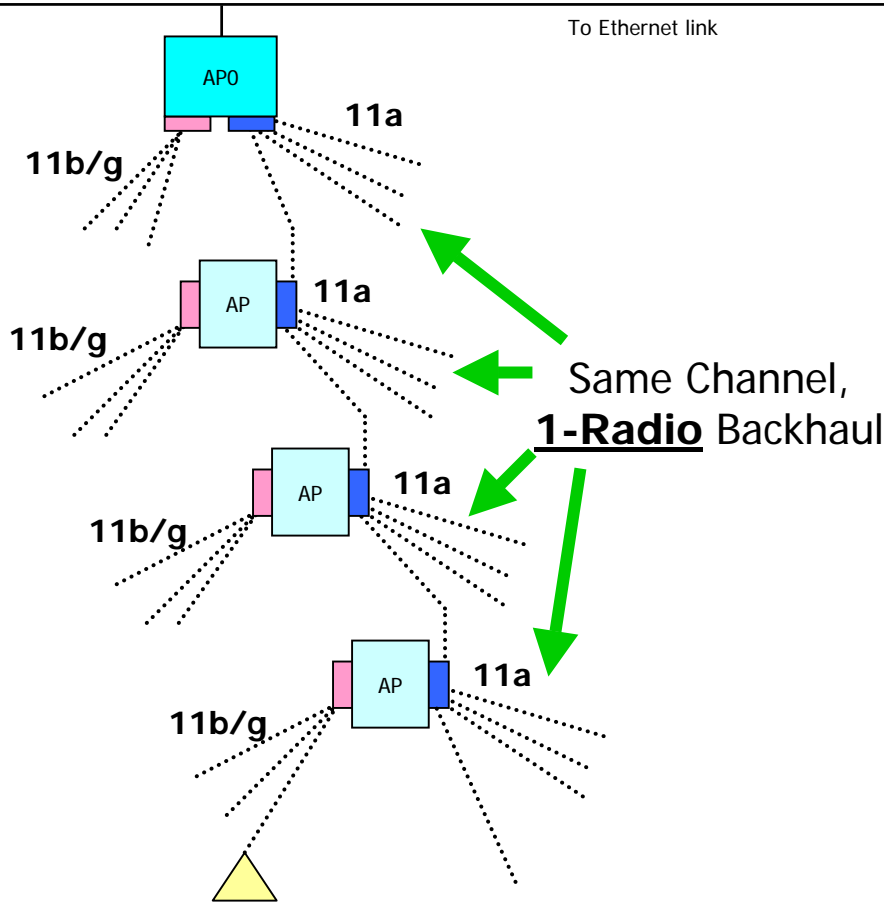 To Ethernet link
AP0
11a
11b/g
AP
11a
11b/g
Same Channel,
1-Radio Backhaul
AP
11a
11b/g
AP
11a
11b/g